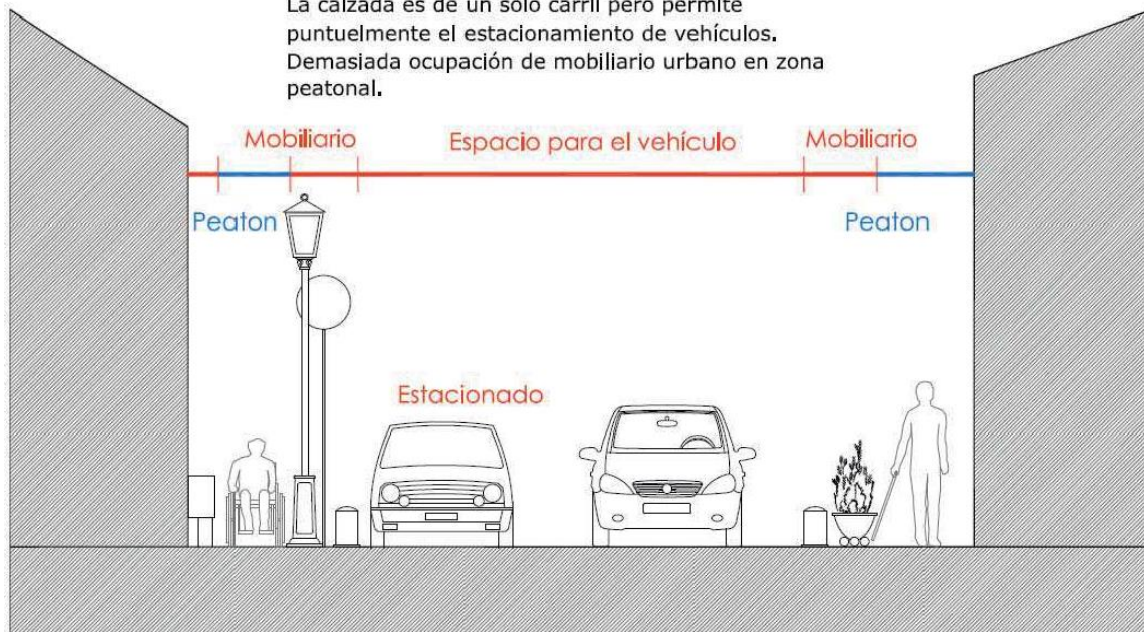 La calzada es de un solo carril pero permite
puntuelmente el estacionamiento de vehículos.
Demasiada ocupación de mobiliario urbano en zona
peatonal.
Mobiliario Espacio para el vehículo Mobiliario
Peaton Peaton
Estacionado